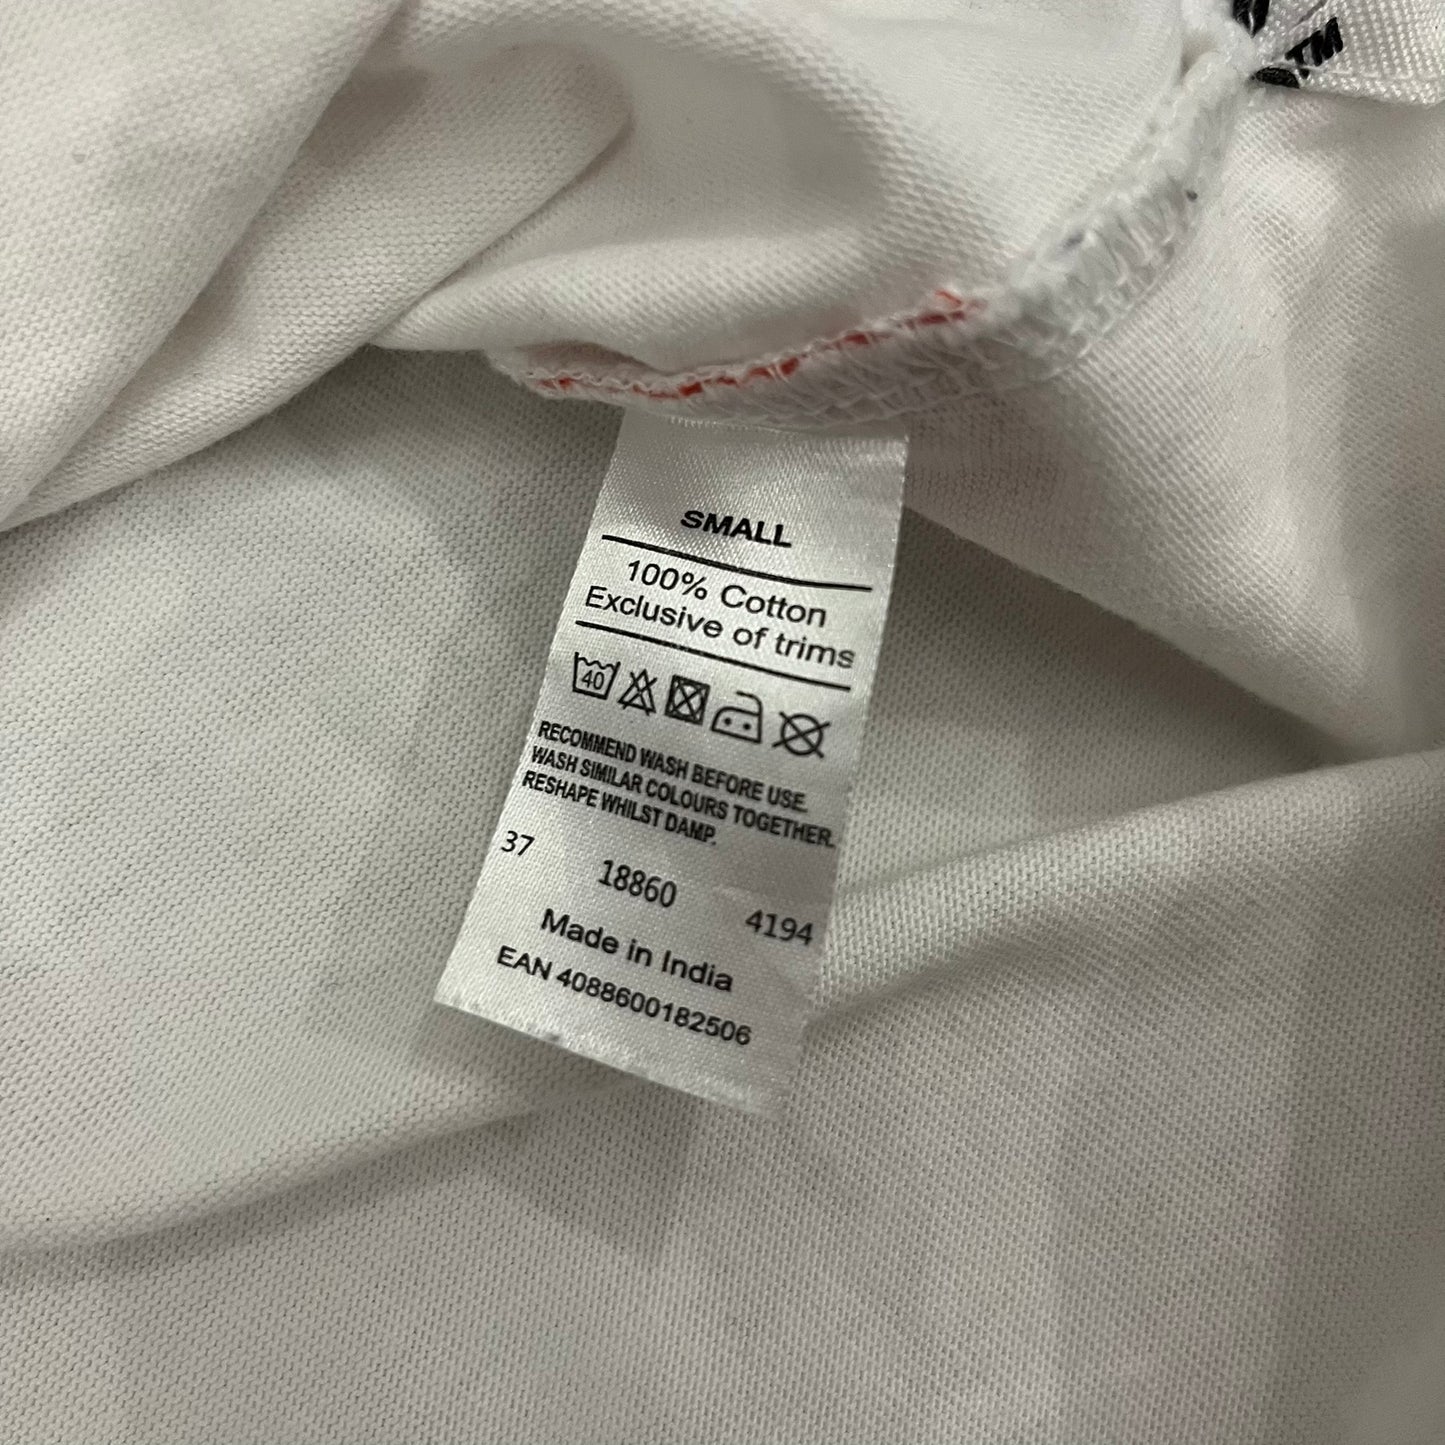 TM
SMALL
100% Cotton
Exclusive of trims
40
RECOMMEND WASH BEFORE USE.
WASH SIMILAR COLOURS TOGETHER.
RESHAPE WHILST DAMP.
37 18860 4194
Made in India
EAN 4088600182506